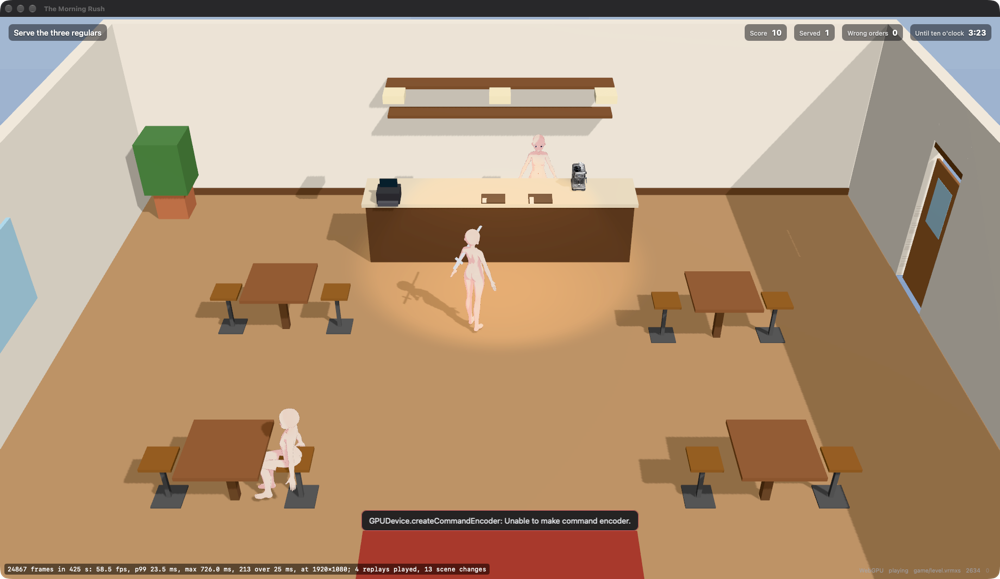 The Morning Rush
Serve the three regulars
Score 10
Served 1
Wrong orders 0
Until ten o'clock 3:23
GPUDevice.createCommandEncoder: Unable to make command encoder.
24867 frames in 425 s: 58.5 fps, p99 23.5 ms, max 726.0 ms, 213 over 25 ms, at 1920×1080; 4 replays played, 13 scene changes
playing